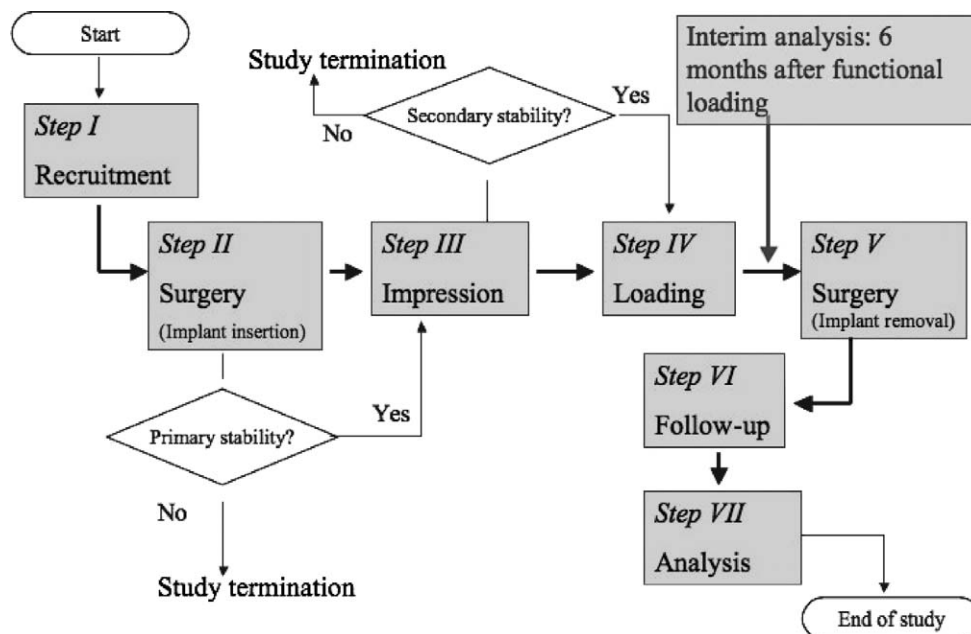 Start
Step I
Recruitment
Step II
Surgery
(Implant insertion)
Primary stability?
Yes
No
Study termination
Step III
Impression
Secondary stability?
No
Study termination
Yes
Step IV
Loading
Interim analysis: 6
months after functional
loading
Step V
Surgery
(Implant removal)
Step VI
Follow-up
Step VII
Analysis
End of study